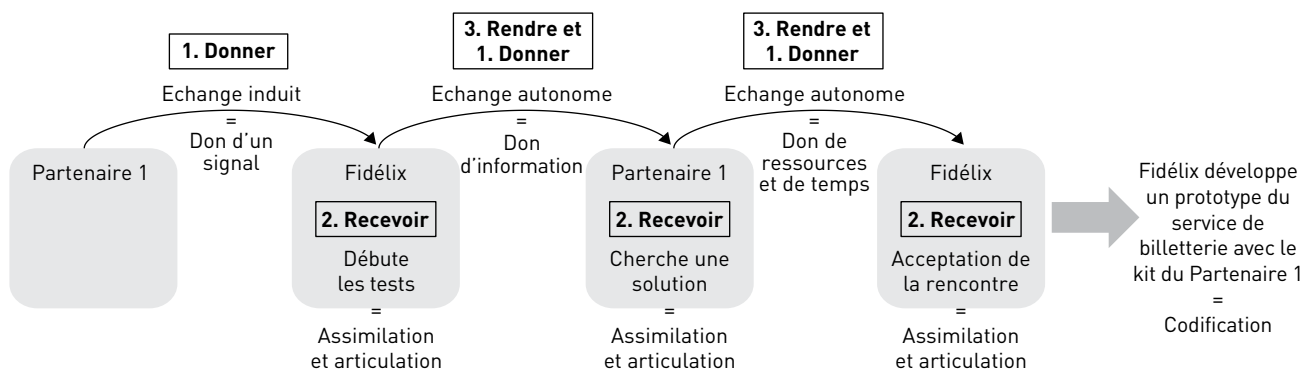 1. Donner
Echange induit
=
Don d'un
signal
3. Rendre et
1. Donner
Echange autonome
=
Don
d'information
3. Rendre et
1. Donner
Echange autonome
=
Don de
ressources
et de temps
Partenaire 1
Fidélix
2. Recevoir
Débute
les tests
=
Assimilation
et articulation
Partenaire 1
2. Recevoir
Cherche une
solution
=
Assimilation
et articulation
Fidélix
2. Recevoir
Acceptation de
la rencontre
=
Assimilation
et articulation
Fidélix développe
un prototype du
service de
billetterie avec le
kit du Partenaire 1
=
Codification